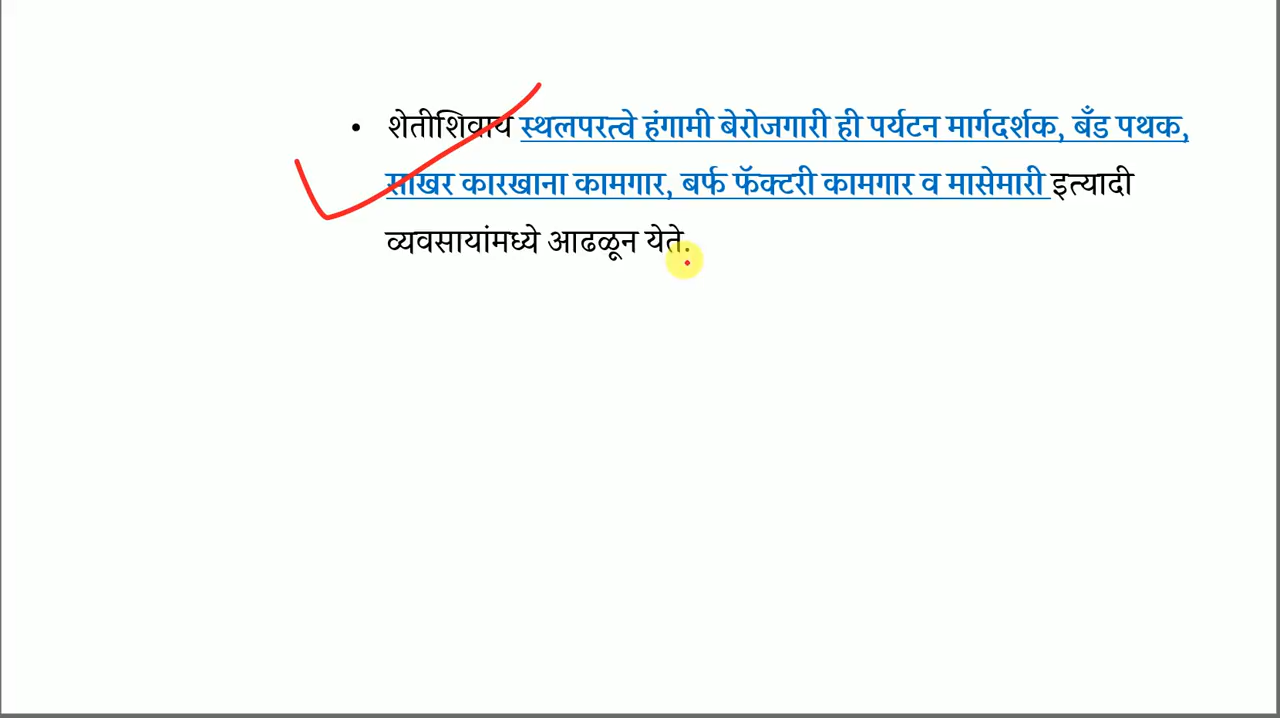 • शेतीशिवाय स्थलपरत्वे हंगामी बेरोजगारी ही पर्यटन मार्गदर्शक, बँड पथक,
साखर कारखाना कामगार, बर्फ फॅक्टरी कामगार व मासेमारी इत्यादी
व्यवसायांमध्ये आढळून येते.